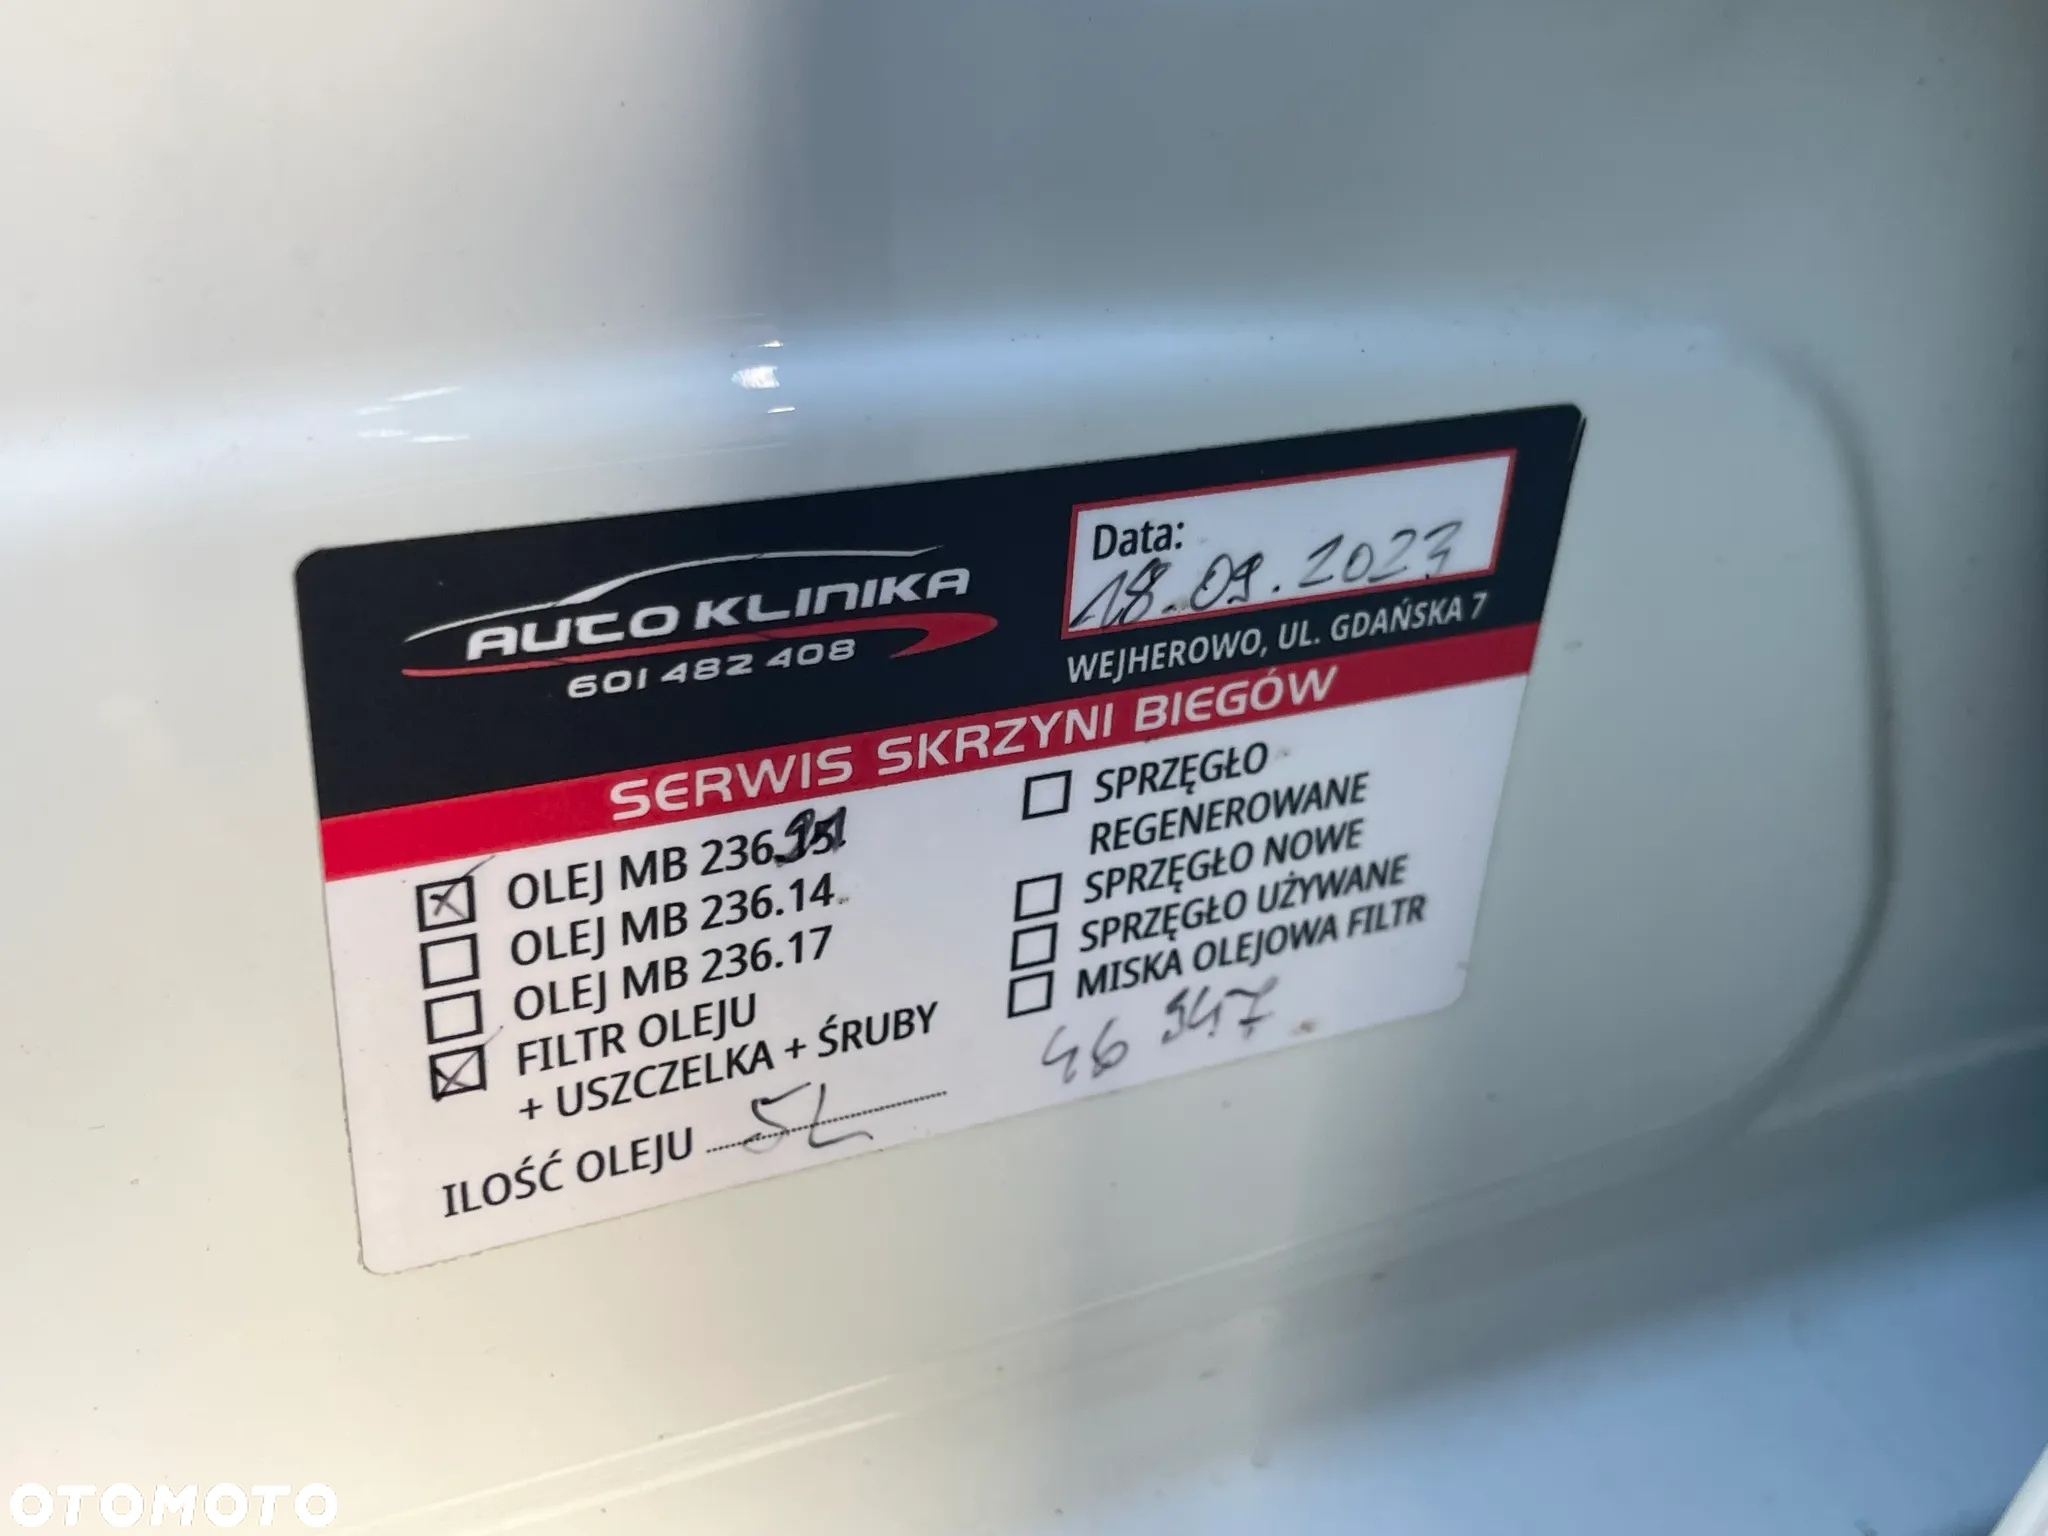 AUTO KLINIKA
601 482 408
Data:
18.09.2023
WEJHEROWO, UL. GDAŃSKA 7
SERWIS SKRZYNI BIEGÓW
OLEJ MB
OLEJ MB 236.14
OLEJ MB 236.17
FILTR OLEJU
+ USZCZELKA + ŚRUBY
ILOŚĆ OLEJU 5L
SPRZĘGŁO
REGENEROWANE
SPRZĘGŁO NOWE
SPRZĘGŁO UŻYWANE
MISKA OLEJOWA FILTR
46 947
OTOMOTO